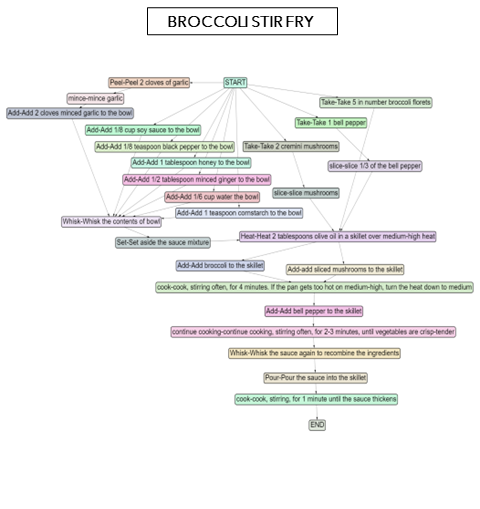 BROCCOLI STIR FRY
Peel-Peel 2 cloves of garlic
START
mince-mince garlic
Take-Take 5 in number broccoli florets
Add-Add 2 cloves minced garlic to the bowl
Take-Take 1 bell pepper
Add-Add 1/8 cup soy sauce to the bowl
Add-Add 1/8 teaspoon black pepper to the bowl
Take-Take 2 cremini mushrooms
Add-Add 1 tablespoon honey to the bowl
slice-slice 1/3 of the bell pepper
Add-Add 1/2 tablespoon minced ginger to the bowl
slice-slice mushrooms
Add-Add 1/6 cup water the bowl
Add-Add 1 teaspoon cornstarch to the bowl
Whisk-Whisk the contents of bowl
Heat-Heat 2 tablespoons olive oil in a skillet over medium-high heat
Set-Set aside the sauce mixture
Add-Add broccoli to the skillet
Add-add sliced mushrooms to the skillet
cook-cook, stirring often, for 4 minutes. If the pan gets too hot on medium-high, turn the heat down to medium
Add-Add bell pepper to the skillet
continue cooking-continue cooking, stirring often, for 2-3 minutes, until vegetables are crisp-tender
Whisk-Whisk the sauce again to recombine the ingredients
Pour-Pour the sauce into the skillet
cook-cook, stirring, for 1 minute until the sauce thickens
END